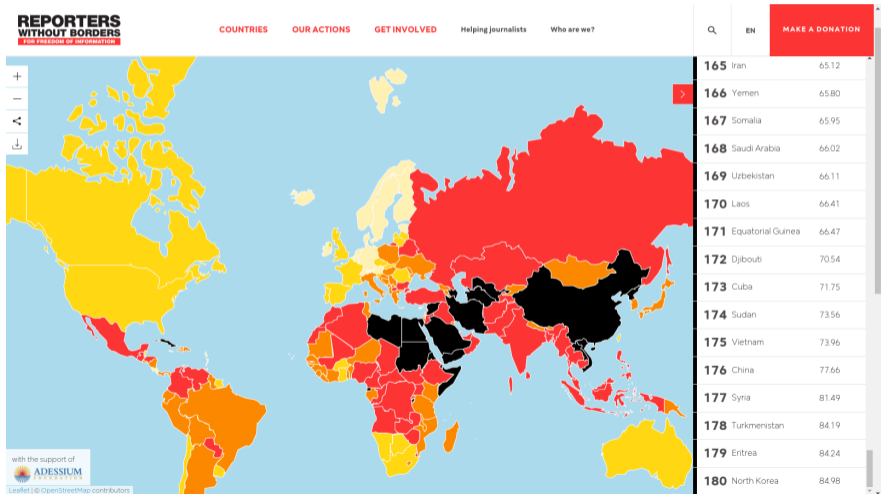 REPORTERS
WITHOUT BORDERS
FOR FREEDOM OF INFORMATION
COUNTRIES
OUR ACTIONS
GET INVOLVED
Helping journalists
Who are we?
EN
MAKE A DONATION
165 Iran 65.12
166 Yemen 65.80
167 Somalia 65.95
168 Saudi Arabia 66.02
169 Uzbekistan 66.11
170 Laos 66.41
171 Equatorial Guinea 66.47
172 Djibouti 70.54
173 Cuba 71.75
174 Sudan 73.56
175 Vietnam 73.96
176 China 77.66
177 Syria 81.49
178 Turkmenistan 84.19
179 Eritrea 84.24
180 North Korea 84.98
with the support of
ADESSIUM
FOUNDATION
Leaflet | © OpenStreetMap contributors